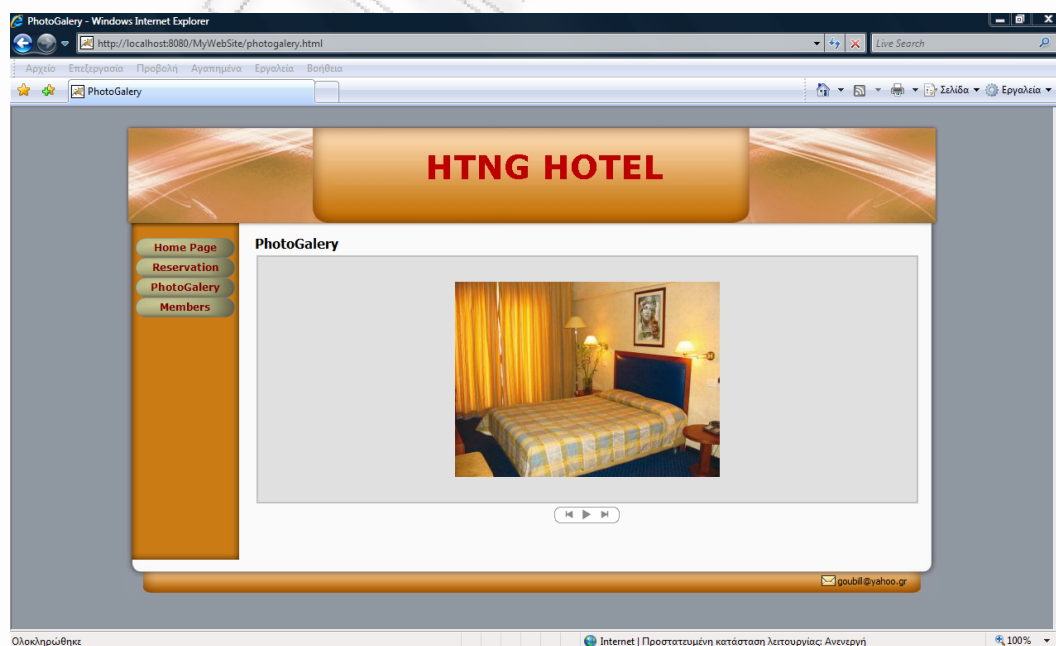 PhotoGalery - Windows Internet Explorer
http://localhost:8080/MyWebSite/photogalery.html
Live Search
Αρχείο Επεξεργασία Προβολή Αγαπημένα Εργαλεία Βοήθεια
PhotoGalery
Σελίδα
Εργαλεία
HTNG HOTEL
Home Page
Reservation
PhotoGalery
Members
PhotoGalery
goubill@yahoo.gr
Ολοκληρώθηκε
Internet | Προστατευμένη κατάσταση λειτουργίας: Ανενεργή
100%